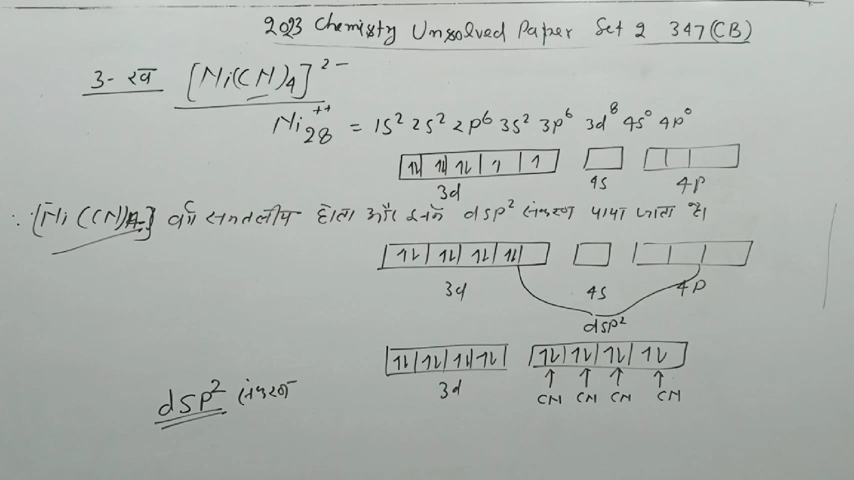 2023 Chemistry Unsolved Paper Set 2 347(CB)
3- रव [Ni(CN)4]2-
Ni28++ = 1S2 2S2 2P6 3S2 3P6 3d8 4S0 4P0
3d 4S 4P
∵ [Ni(CN)4] वर्ग समतलीय होता और इनमें dSP2 संकरण पाया जाता है।
3d 4S 4P
dSP2
3d ↑ ↑ ↑ ↑
CN CN CN CN
dSP2 संकरण